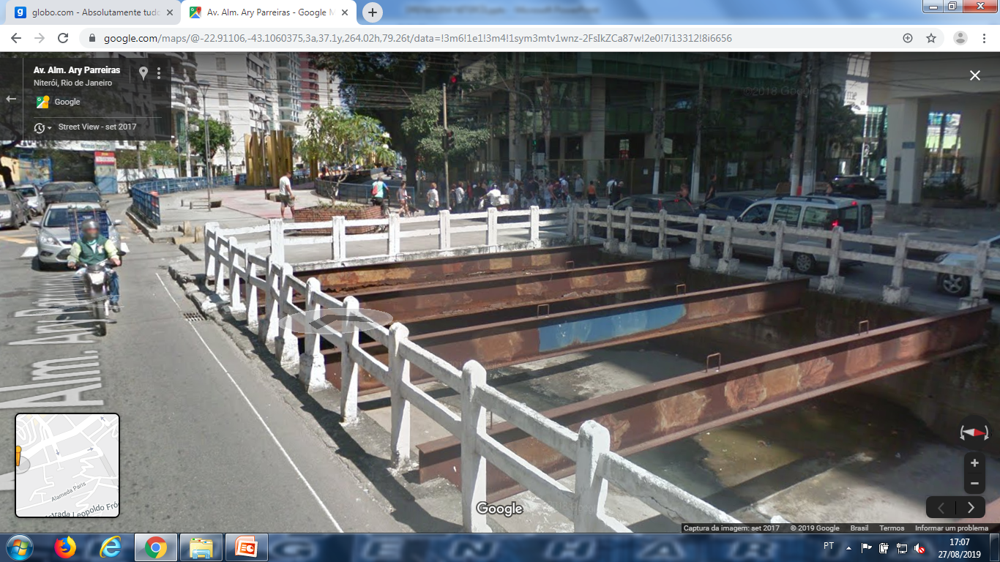 globo.com - Absolutamente tudo
Av. Alm. Ary Parreiras - Google M
google.com/maps/@-22.91106,-43.1060375,3a,37.1y,264.02h,79.26t/data=!3m6!1e1!3m4!1sym3mtv1wnz-2FsIkZCa87w!2e0!7i13312!8i6656
Av. Alm. Ary Parreiras
Niterói, Rio de Janeiro
Google
Street View - set 2017
©2018 Google
Alm. Ary
Alameda Paris
Estrada Leopoldo Fró
Google
Captura da imagem: set 2017 © 2019 Google Brasil Termos Informar um problema
PT
17:07
27/08/2019